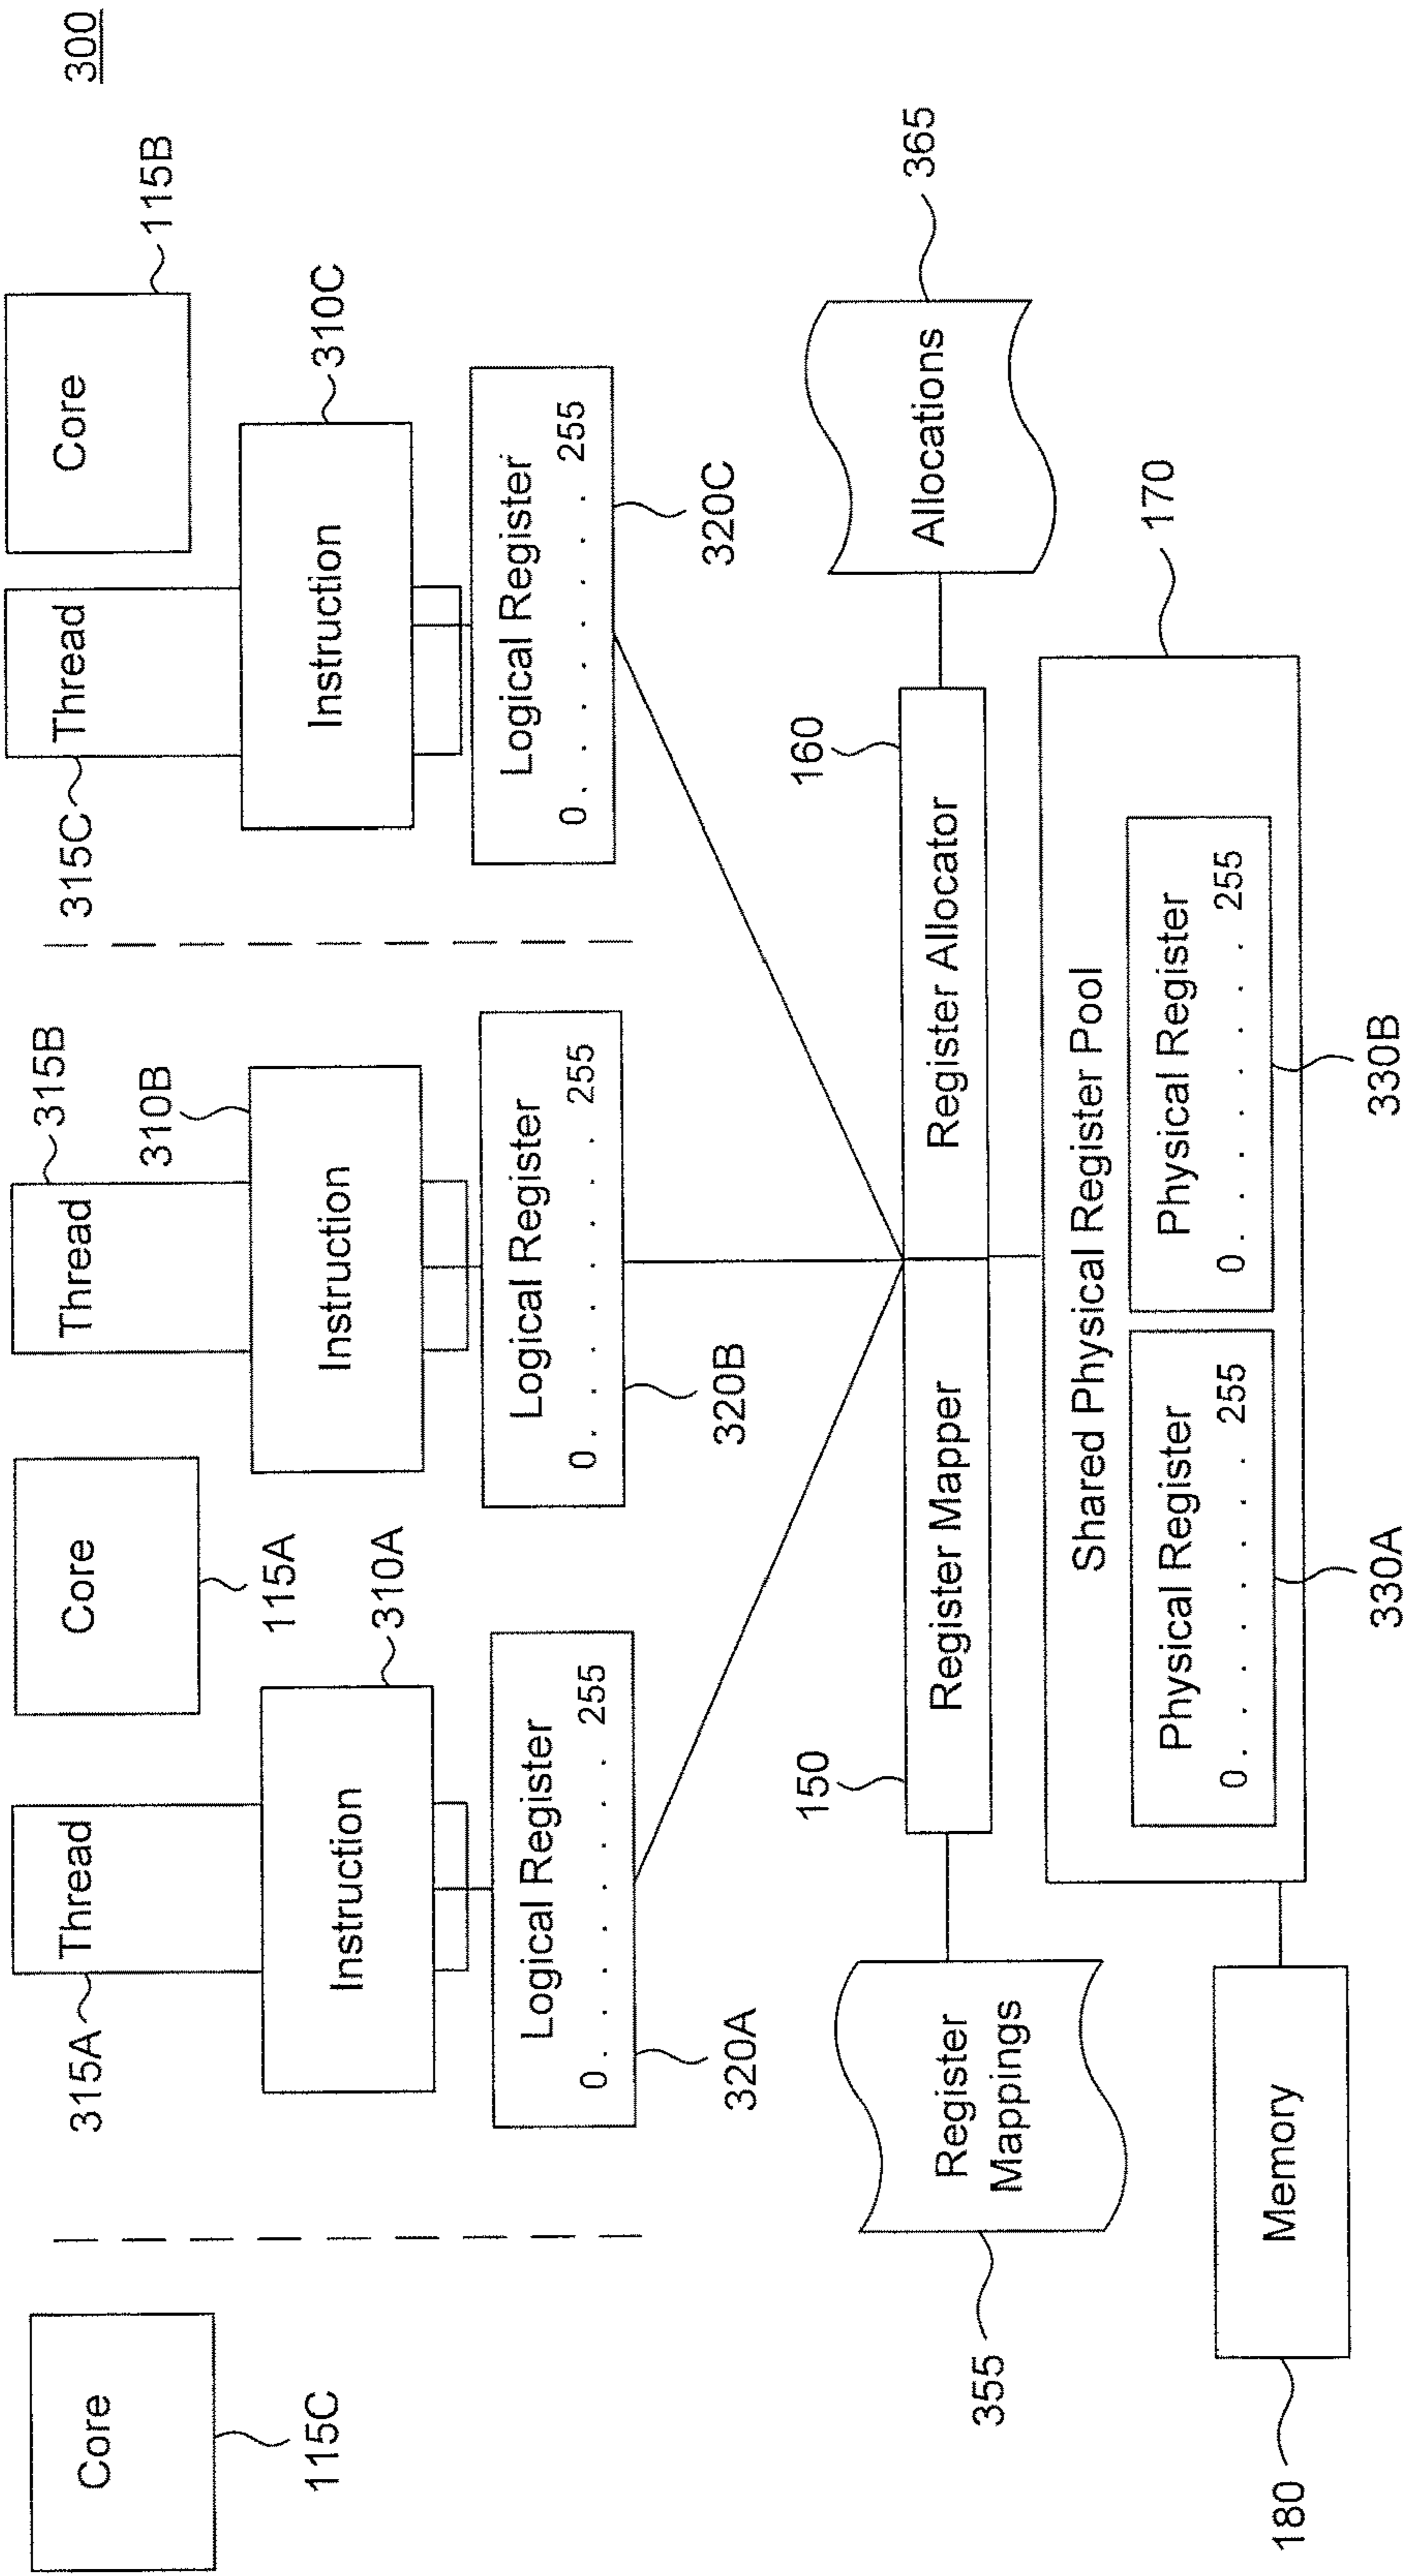 300
Core
115C
Thread
315A
Core
115A
Thread
315B
Thread
315C
Core
115B
Instruction
310A
Instruction
310B
Instruction
310C
Logical Register
0 . . . . . . . 255
320A
Logical Register
0 . . . . . . . 255
320B
Logical Register
0 . . . . . . . 255
320C
Register
Mappings
355
Register Mapper
150
Register Allocator
160
Allocations
365
Shared Physical Register Pool
170
Physical Register
0 . . . . . . . 255
330A
Physical Register
0 . . . . . . . 255
330B
Memory
180